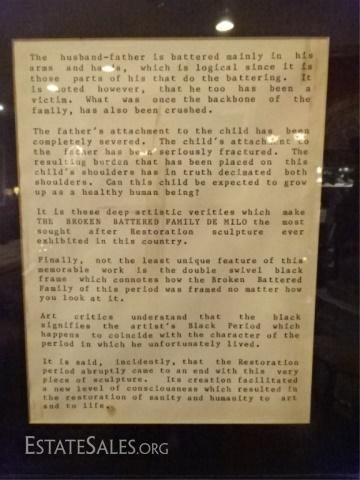 The husband-father is battered mainly in his
arms and hands, which is logical since it is
those parts of his that do the battering. It
is noted however, that he too has been a
victim. What was once the backbone of the
family, has also been crushed.
The father's attachment to the child has been
completely severed. The child's attachment to
the father has been seriously fractured. The
resulting burden that has been placed on this
child's shoulders has in truth decimated both
shoulders. Can this child be expected to grow
up as a healthy human being?
It is these deep artistic verities which make
THE BROKEN BATTERED FAMILY DE MILO the most
sought after Restoration sculpture ever
exhibited in this country.
Finally, not the least unique feature of this
memorable work is the double swivel black
frame which connotes how the Broken Battered
Family of this period was framed no matter how
you look at it.
Art critics understand that the black
signifies the artist's Black Period which
happens to coincide with the character of the
period in which he unfortunately lived.
It is said, incidently, that the Restoration
period abruptly came to an end with this very
piece of sculpture. Its creation facilitated
a new level of consciousness which resulted in
the restoration of sanity and humanity to art
and to life.
ESTATESALES.ORG